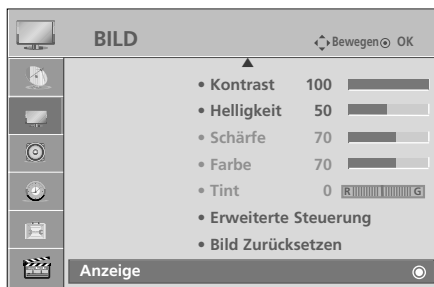 BILD Bewegen OK
• Kontrast 100
• Helligkeit 50
• Schärfe 70
• Farbe 70
• Tint 0 R G
• Erweiterte Steuerung
• Bild Zurücksetzen
Anzeige